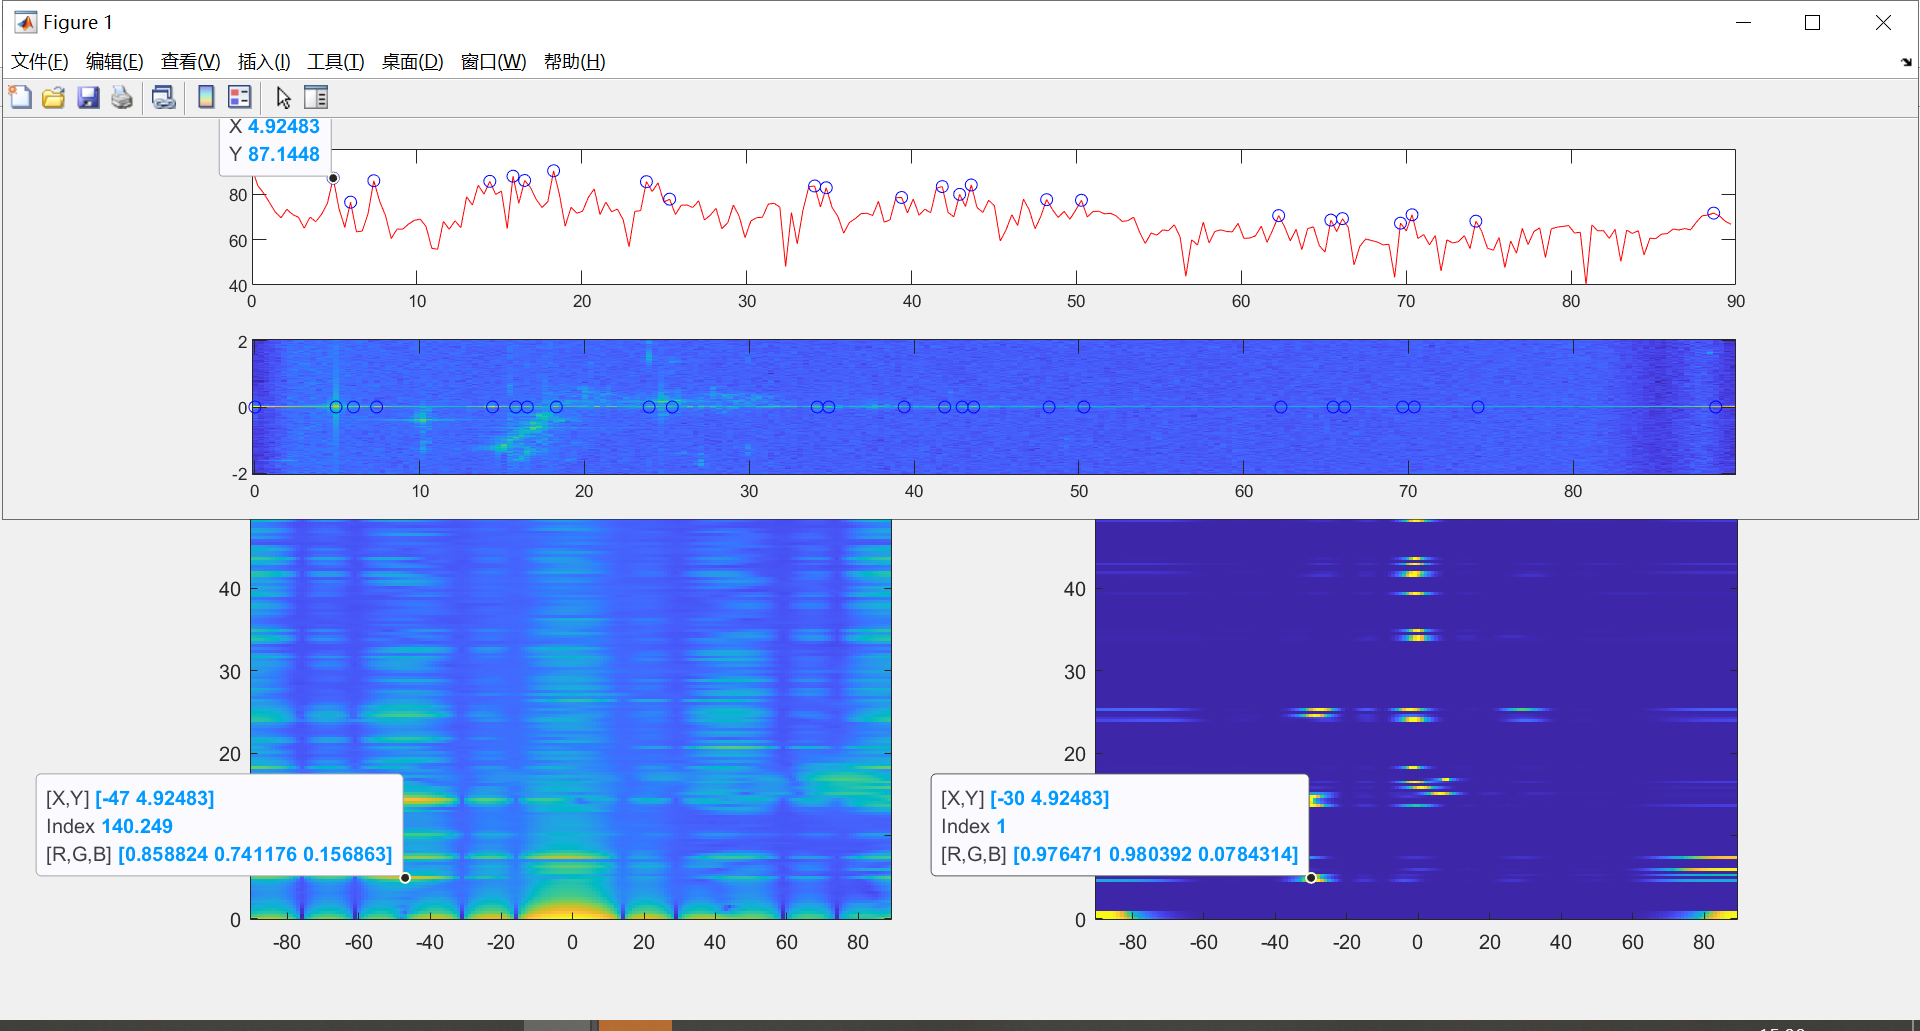 Figure 1
文件(F) 编辑(E) 查看(V) 插入(I) 工具(T) 桌面(D) 窗口(W) 帮助(H)
X 4.92483
Y 87.1448
80
60
40
0 10 20 30 40 50 60 70 80 90
2
0
-2
0 10 20 30 40 50 60 70 80
40 40
30 30
20 20
[X,Y] [-47 4.92483]
Index 140.249
[R,G,B] [0.858824 0.741176 0.156863]
[X,Y] [-30 4.92483]
Index 1
[R,G,B] [0.976471 0.980392 0.0784314]
0 0
-80 -60 -40 -20 0 20 40 60 80
-80 -60 -40 -20 0 20 40 60 80